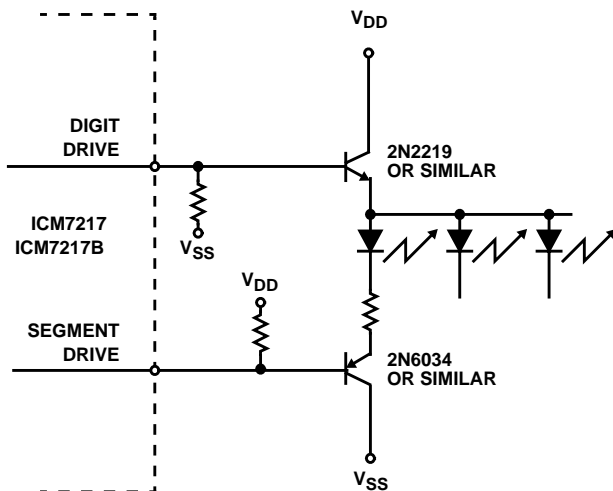 VDD
DIGIT
DRIVE
2N2219
OR SIMILAR
ICM7217
ICM7217B
VSS
VDD
SEGMENT
DRIVE
2N6034
OR SIMILAR
VSS